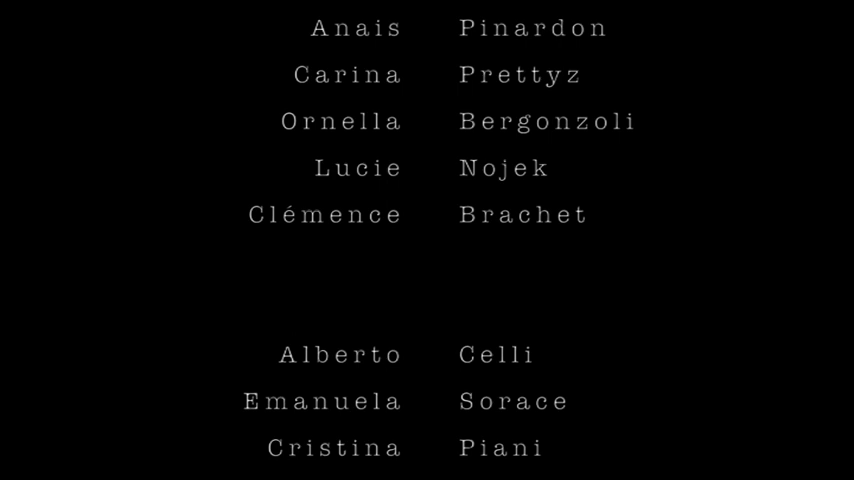 Anais Pinardon
Carina Prettyz
Ornella Bergonzoli
Lucie Nojek
Clémence Brachet
Alberto Celli
Emanuela Sorace
Cristina Piani